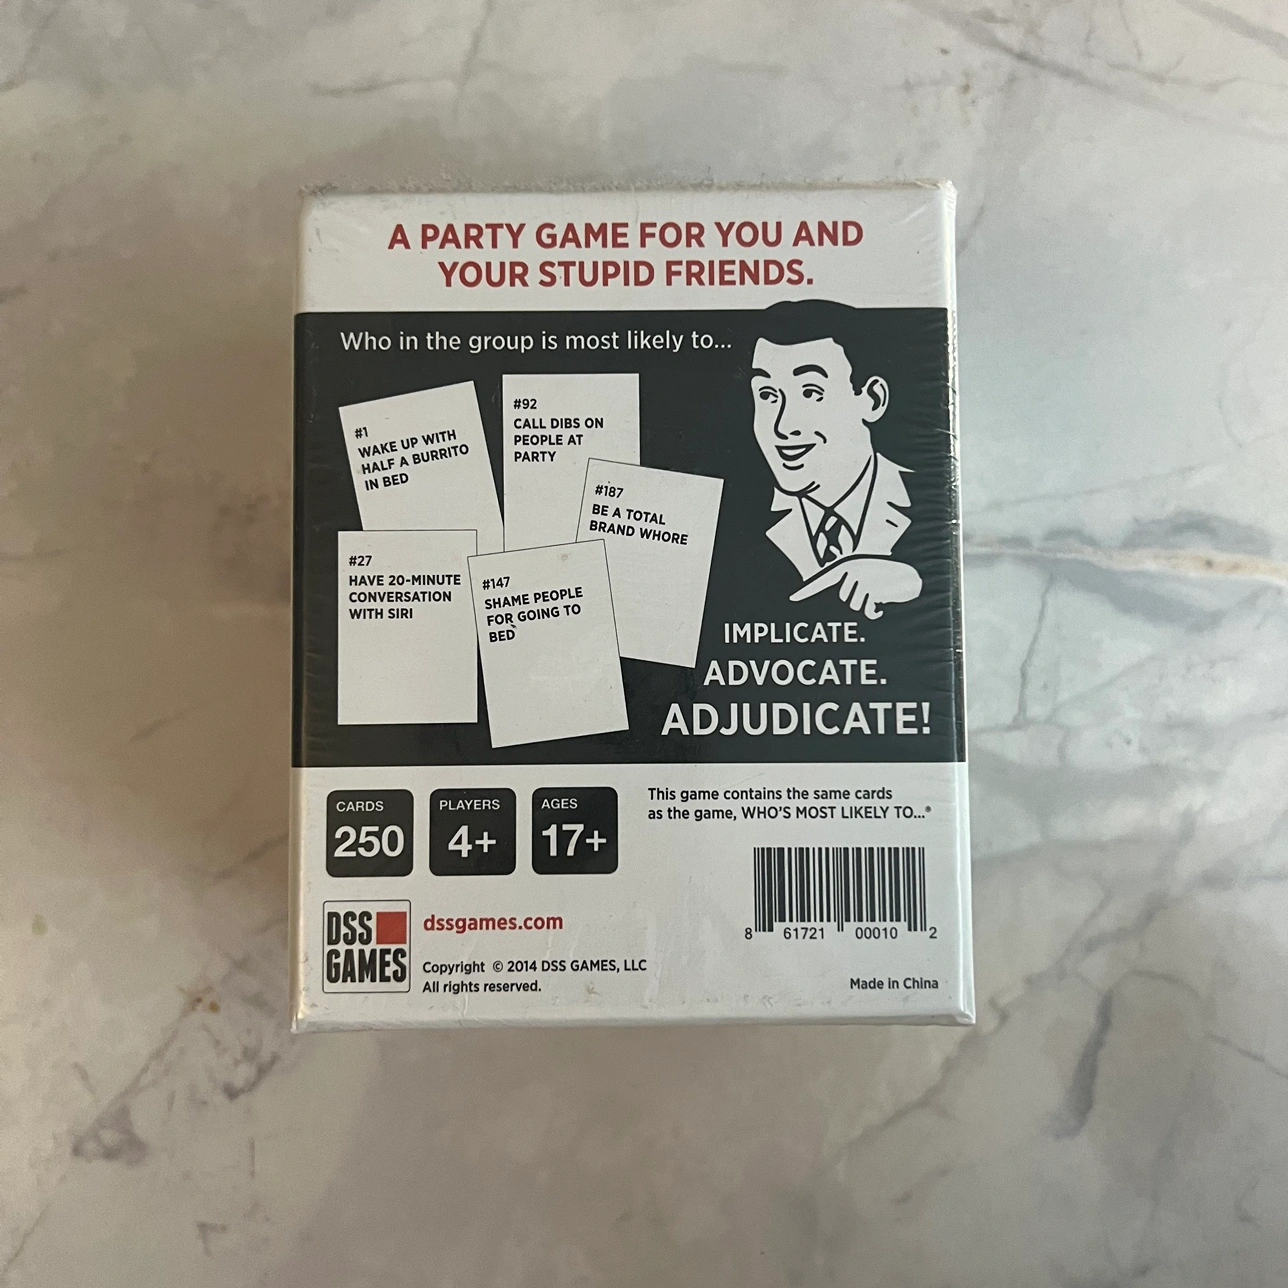 A PARTY GAME FOR YOU AND
YOUR STUPID FRIENDS.
Who in the group is most likely to...
#1
WAKE UP WITH
HALF A BURRITO
IN BED
#92
CALL DIBS ON
PEOPLE AT
PARTY
#187
BE A TOTAL
BRAND WHORE
#27
HAVE 20-MINUTE
CONVERSATION
WITH SIRI
#147
SHAME PEOPLE
FOR GOING TO
BED
IMPLICATE.
ADVOCATE.
ADJUDICATE!
CARDS
250
PLAYERS
4+
AGES
17+
This game contains the same cards
as the game, WHO'S MOST LIKELY TO...®
8 61721 00010 2
DSS
GAMES
dssgames.com
Copyright © 2014 DSS GAMES, LLC
All rights reserved.
Made in China